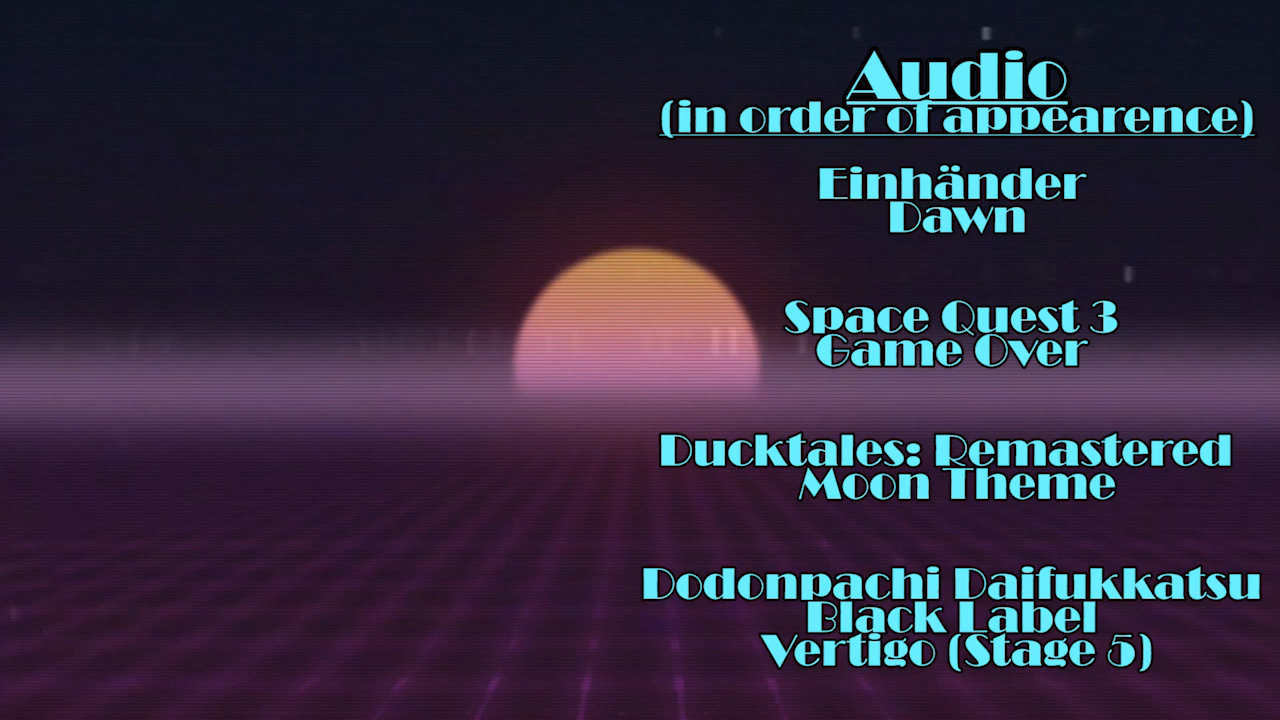 Audio
(in order of appearence)
Einhänder
Dawn
Space Quest 3
Game Over
Ducktales: Remastered
Moon Theme
Dodonpachi Daifukkatsu
Black Label
Vertigo (Stage 5)